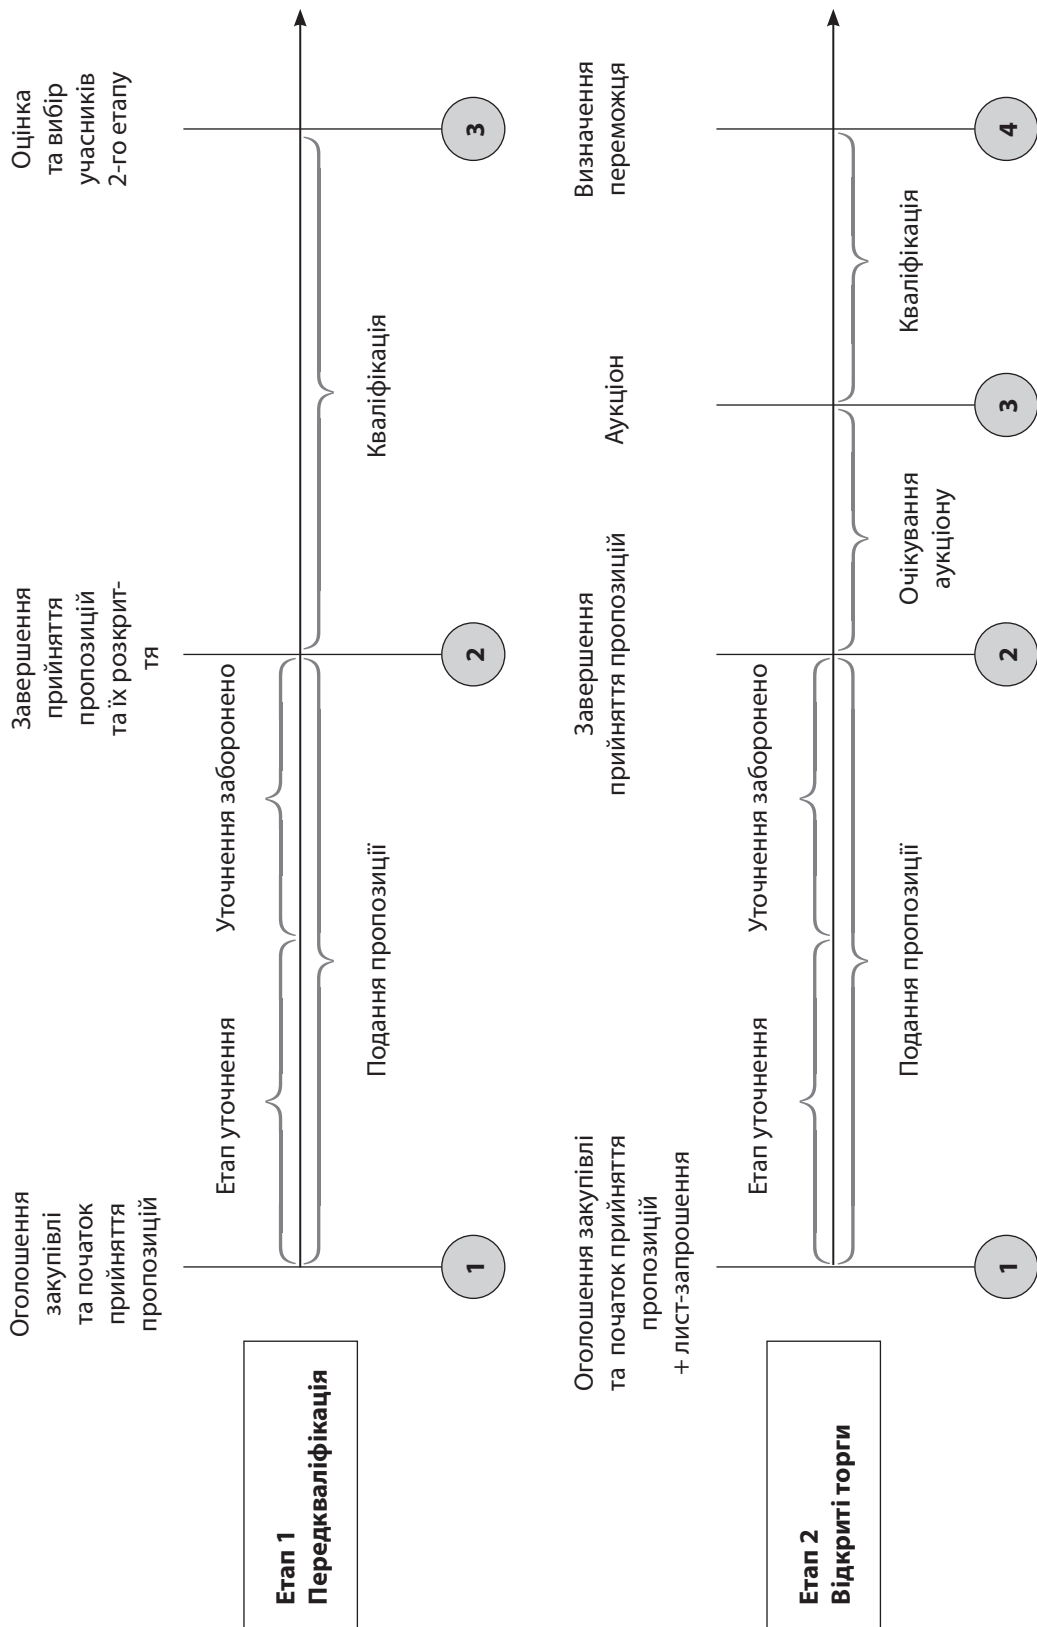 Етап 1
Передкваліфікація
Оголошення
закупівлі
та початок
прийняття
пропозицій
Завершення
прийняття
пропозицій
та їх розкрит-
тя
Оцінка
та вибір
учасників
2-го етапу
Етап уточнення
Уточнення заборонено
Подання пропозиції
Кваліфікація
1
2
3
Етап 2
Відкриті торги
Оголошення закупівлі
та початок прийняття
пропозицій
+ лист-запрошення
Завершення
прийняття пропозицій
Аукціон
Визначення
переможця
Етап уточнення
Уточнення заборонено
Подання пропозиції
Очікування
аукціону
Кваліфікація
1
2
3
4